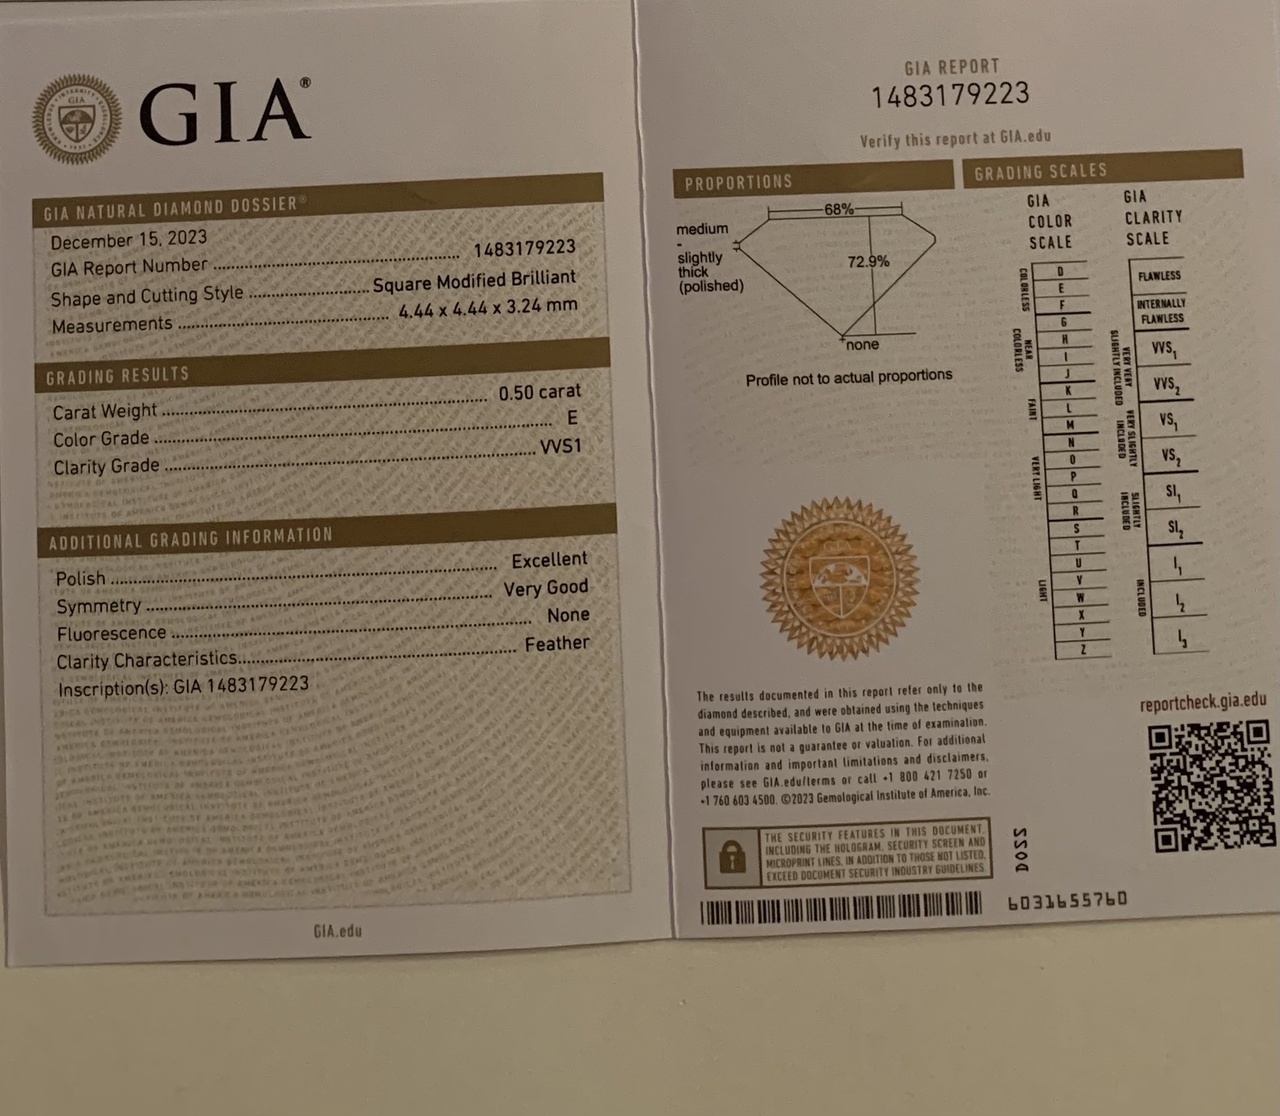 GIA®
GIA NATURAL DIAMOND DOSSIER®
December 15, 2023
GIA Report Number 1483179223
Shape and Cutting Style Square Modified Brilliant
Measurements 4.44 x 4.44 x 3.24 mm
GRADING RESULTS
Carat Weight 0.50 carat
Color Grade E
Clarity Grade VVS1
ADDITIONAL GRADING INFORMATION
Polish Excellent
Symmetry Very Good
Fluorescence None
Clarity Characteristics Feather
Inscription(s): GIA 1483179223
GIA.edu
GIA REPORT
1483179223
Verify this report at GIA.edu
PROPORTIONS
68%
medium
-
slightly
thick
(polished)
72.9%
none
Profile not to actual proportions
The results documented in this report refer only to the
diamond described, and were obtained using the techniques
and equipment available to GIA at the time of examination.
This report is not a guarantee or valuation. For additional
information and important limitations and disclaimers,
please see GIA.edu/terms or call +1 800 421 7250 or
+1 760 603 4500. ©2023 Gemological Institute of America, Inc.
THE SECURITY FEATURES IN THIS DOCUMENT,
INCLUDING THE HOLOGRAM, SECURITY SCREEN AND
MICROPRINT LINES, IN ADDITION TO THOSE NOT LISTED,
EXCEED DOCUMENT SECURITY INDUSTRY GUIDELINES.
GRADING SCALES
GIA
COLOR
SCALE
COLORLESS
D
E
F
NEAR
COLORLESS
G
H
I
J
FAINT
K
L
M
VERY LIGHT
N
O
P
Q
R
LIGHT
S
T
U
V
W
X
Y
Z
GIA
CLARITY
SCALE
FLAWLESS
INTERNALLY
FLAWLESS
VERY VERY
SLIGHTLY INCLUDED
VVS1
VVS2
VERY SLIGHTLY
INCLUDED
VS1
VS2
SLIGHTLY
INCLUDED
SI1
SI2
INCLUDED
I1
I2
I3
reportcheck.gia.edu
6031655760